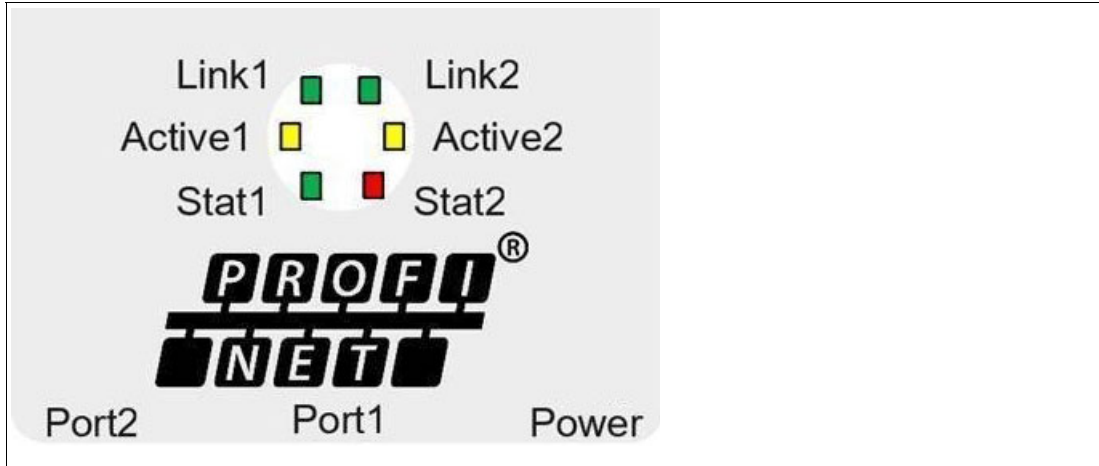 Link1 Link2
Active1 Active2
Stat1 Stat2
PROFI®
NET
Port2 Port1 Power